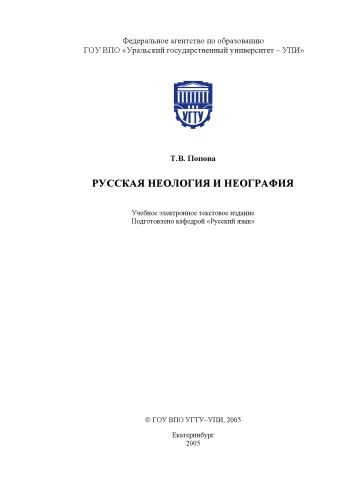 Федеральное агентство по образованию
ГОУ ВПО «Уральский государственный университет – УПИ»
УГТУ
Т.В. Попова
РУССКАЯ НЕОЛОГИЯ И НЕОГРАФИЯ
Учебное электронное текстовое издание
Подготовлено кафедрой «Русский язык»
© ГОУ ВПО УГТУ–УПИ, 2005
Екатеринбург
2005